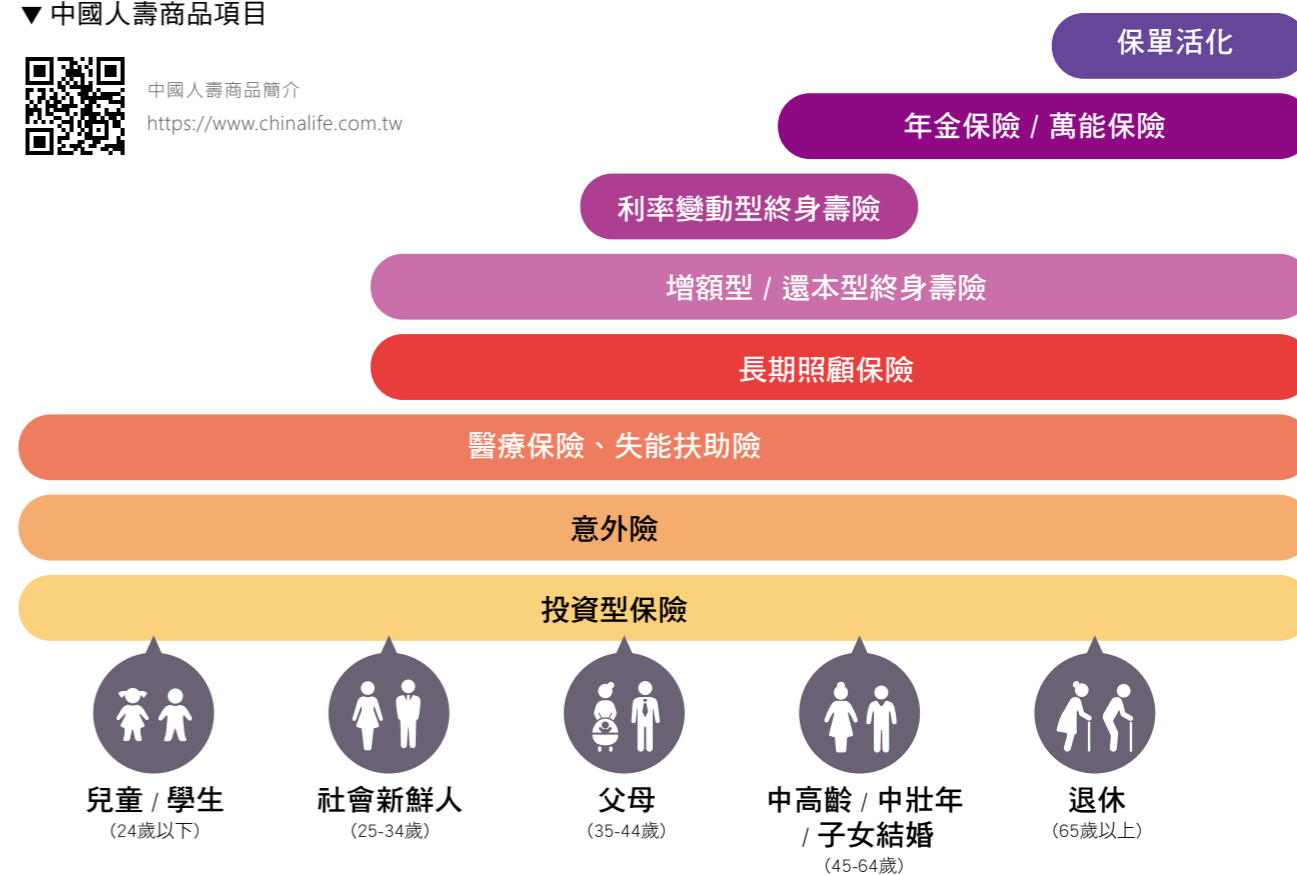 ▼ 中國人壽商品項目
中國人壽商品簡介
https://www.chinalife.com.tw
保單活化
年金保險 / 萬能保險
利率變動型終身壽險
增額型 / 還本型終身壽險
長期照顧保險
醫療保險、失能扶助險
意外險
投資型保險
兒童 / 學生
（24歲以下）
社會新鮮人
（25-34歲）
父母
（35-44歲）
中高齡 / 中壯年
/ 子女結婚
（45-64歲）
退休
（65歲以上）